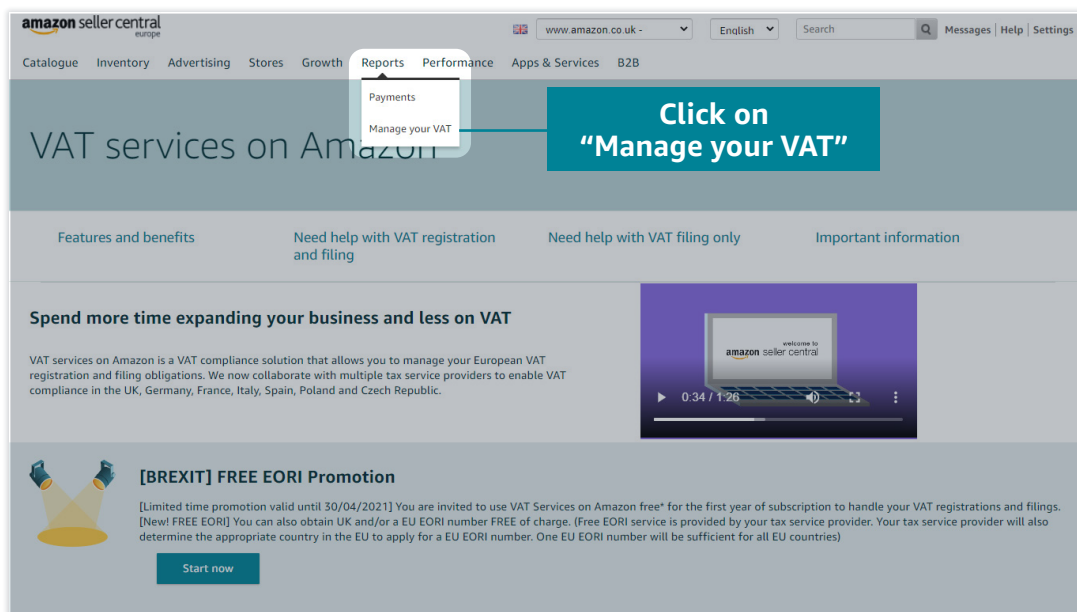 amazon seller central
europe
www.amazon.co.uk -
English
Search
Messages | Help | Settings
Catalogue Inventory Advertising Stores Growth Reports Performance Apps & Services B2B
Payments
Manage your VAT
Click on
“Manage your VAT”
VAT services on Amazon
Features and benefits
Need help with VAT registration
and filing
Need help with VAT filing only
Important information
Spend more time expanding your business and less on VAT
VAT services on Amazon is a VAT compliance solution that allows you to manage your European VAT
registration and filing obligations. We now collaborate with multiple tax service providers to enable VAT
compliance in the UK, Germany, France, Italy, Spain, Poland and Czech Republic.
welcome to
amazon seller central
0:34 / 1:26
[BREXIT] FREE EORI Promotion
[Limited time promotion valid until 30/04/2021] You are invited to use VAT Services on Amazon free* for the first year of subscription to handle your VAT registrations and filings.
[New! FREE EORI] You can also obtain UK and/or a EU EORI number FREE of charge. (Free EORI service is provided by your tax service provider. Your tax service provider will also
determine the appropriate country in the EU to apply for a EU EORI number. One EU EORI number will be sufficient for all EU countries)
Start now